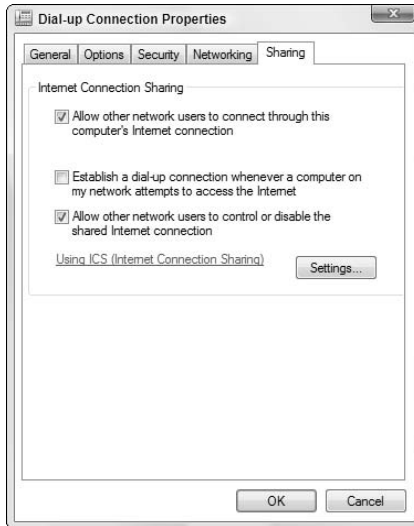 Dial-up Connection Properties
General Options Security Networking Sharing
Internet Connection Sharing
Allow other network users to connect through this
computer's Internet connection
Establish a dial-up connection whenever a computer on
my network attempts to access the Internet
Allow other network users to control or disable the
shared Internet connection
Using ICS (Internet Connection Sharing)
Settings...
OK Cancel